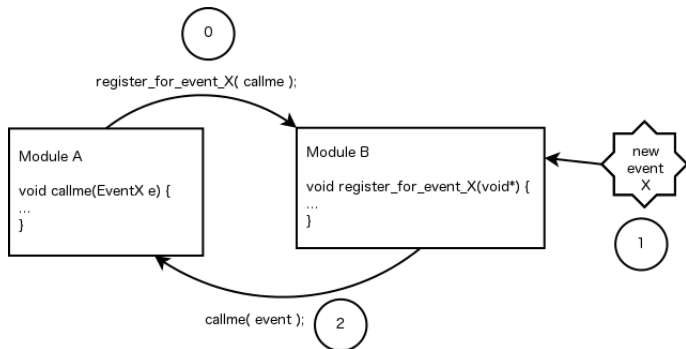 0
register_for_event_X( callme );
Module A
void callme(EventX e) {
...
}
Module B
void register_for_event_X(void*) {
...
}
new
event
X
1
callme( event );
2